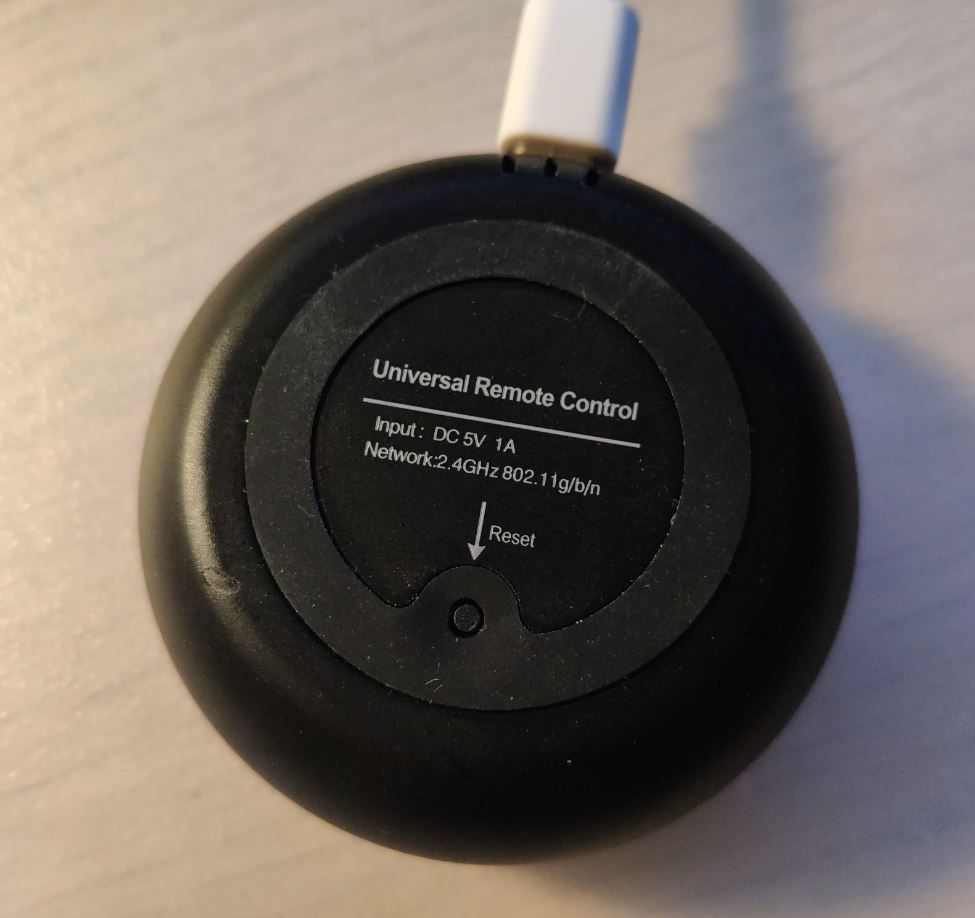 Universal Remote Control
Input: DC 5V 1A
Network:2.4GHz 802.11g/b/n
Reset